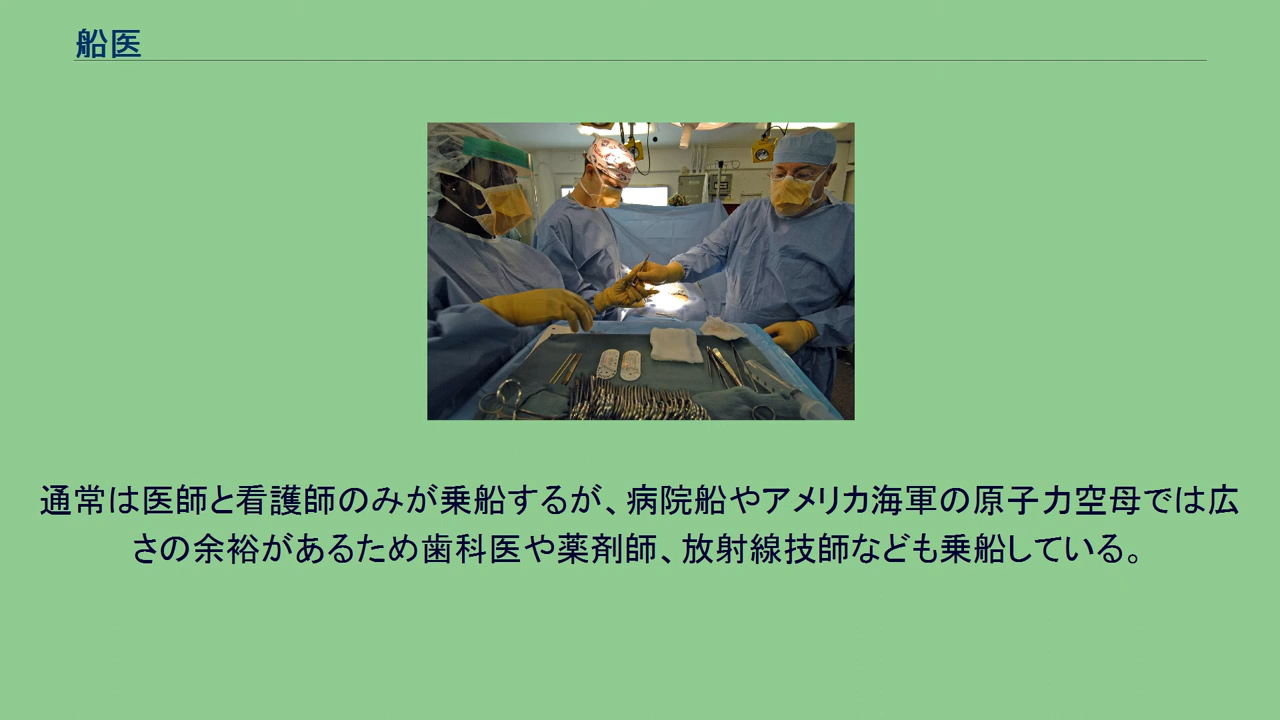 船医
通常は医師と看護師のみが乗船するが、病院船やアメリカ海軍の原子力空母では広
さの余裕があるため歯科医や薬剤師、放射線技師なども乗船している。